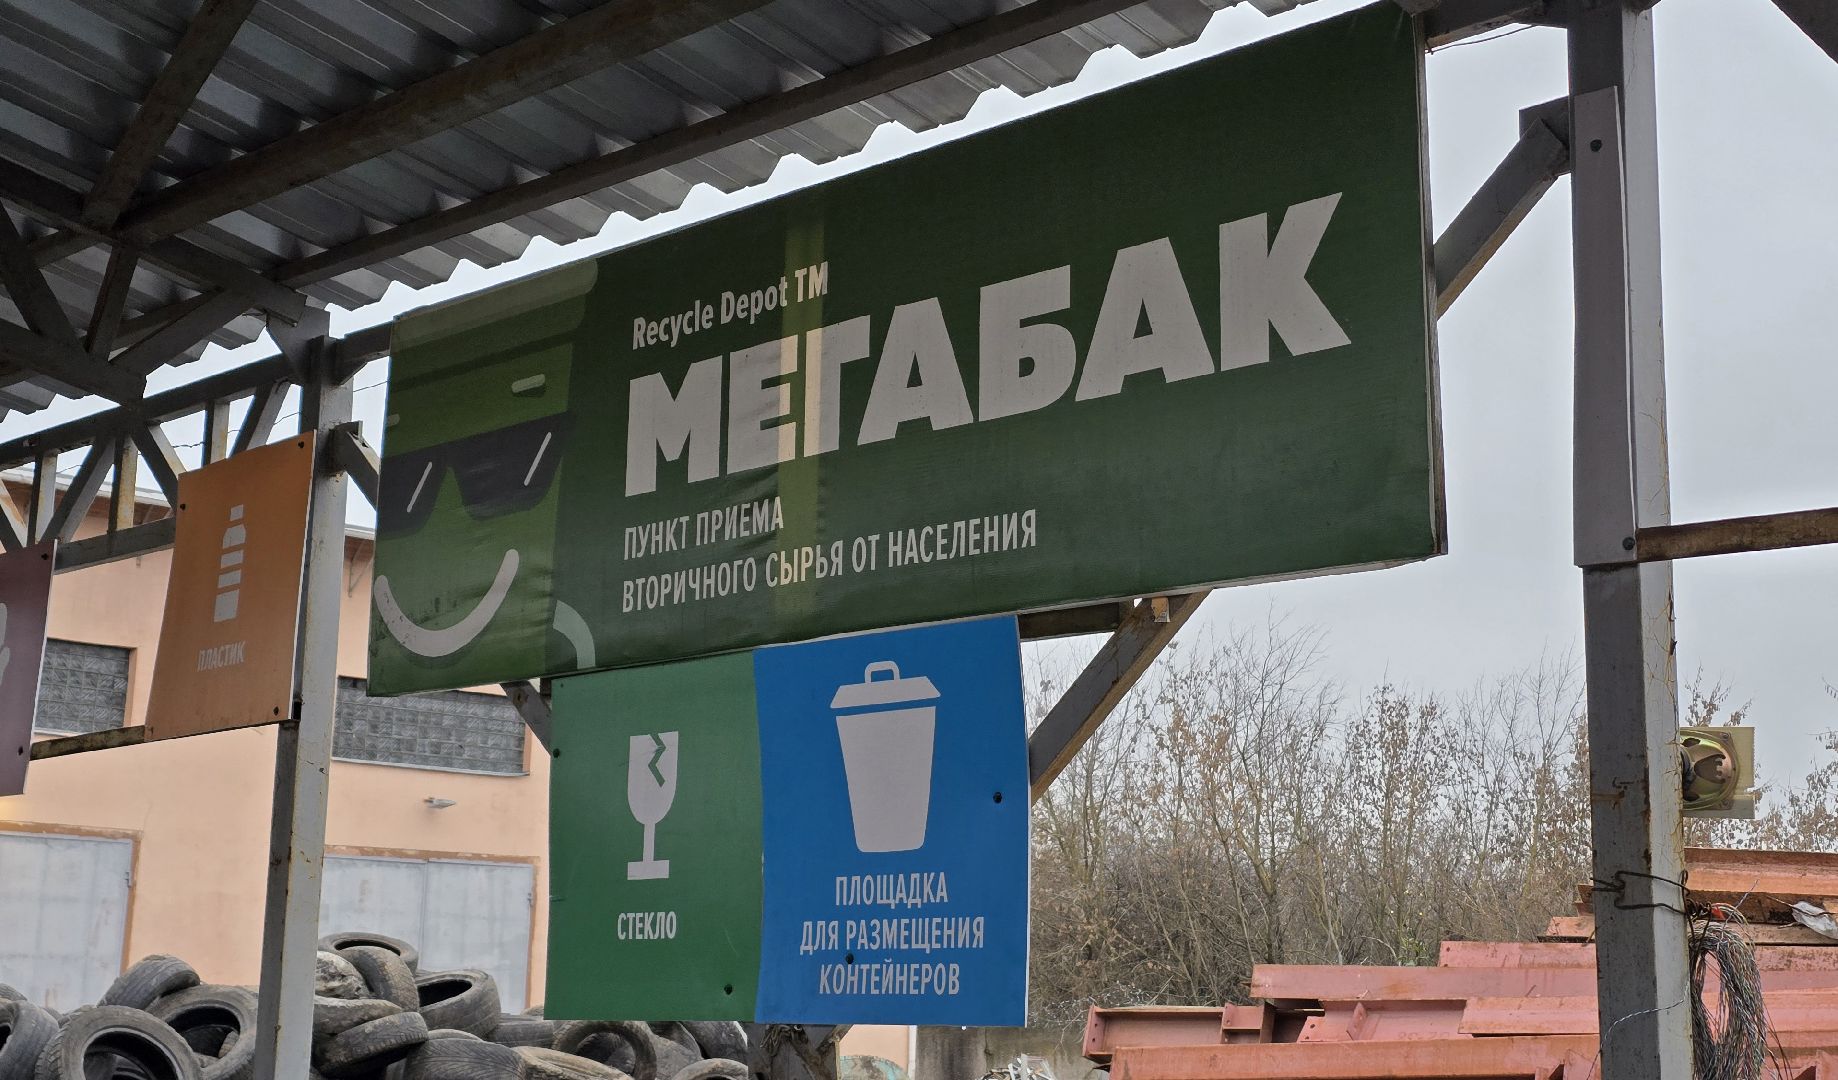 Recycle Depot TM
МЕГАБАК
ПУНКТ ПРИЕМА
ВТОРИЧНОГО СЫРЬЯ ОТ НАСЕЛЕНИЯ
ПЛАСТИК
СТЕКЛО
ПЛОЩАДКА
ДЛЯ РАЗМЕЩЕНИЯ
КОНТЕЙНЕРОВ